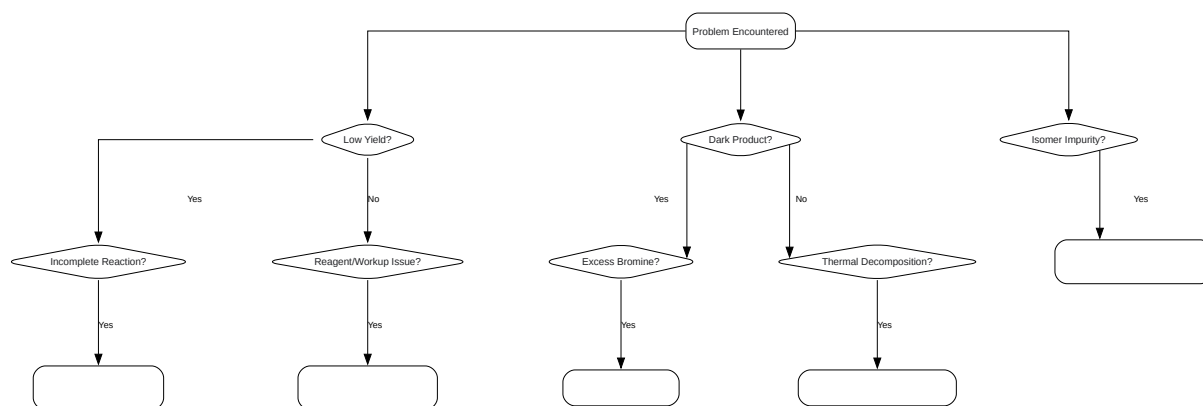 Problem Encountered
Low Yield?
Dark Product?
Isomer Impurity?
Yes
No
Yes
No
Yes
Incomplete Reaction?
Reagent/Workup Issue?
Excess Bromine?
Thermal Decomposition?
Yes
Yes
Yes
Yes